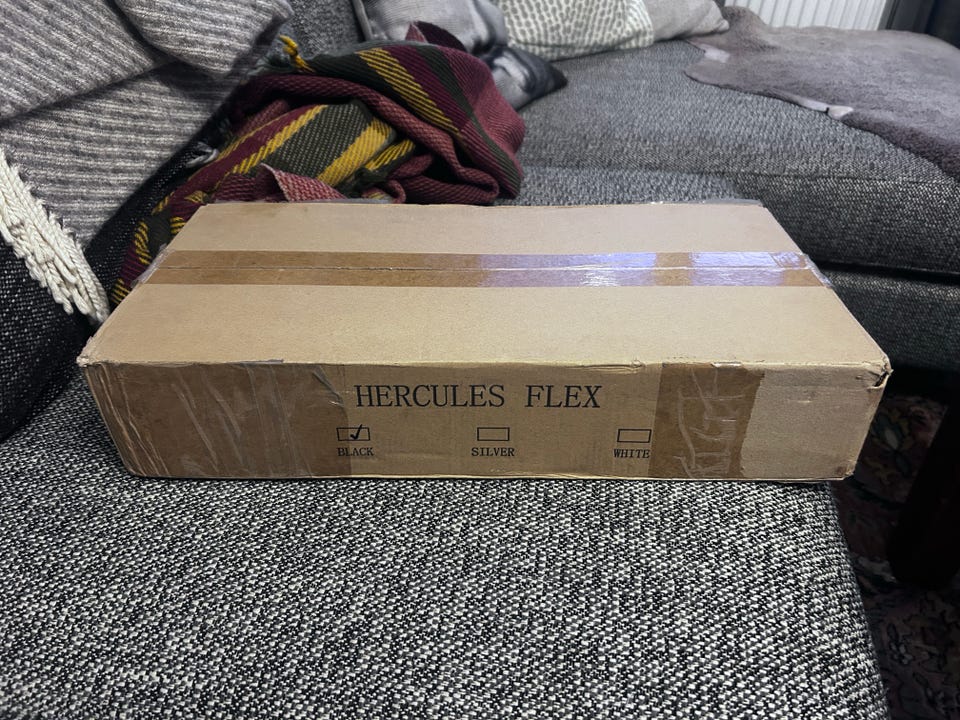 HERCULES FLEX
BLACK SILVER WHITE